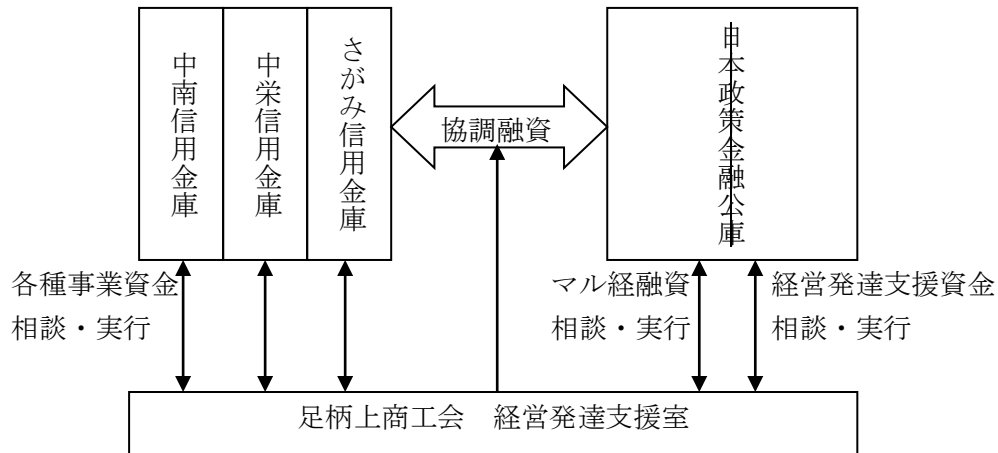 中南信用金庫
中栄信用金庫
さがみ信用金庫
協調融資
日本政策金融公庫
各種事業資金
相談・実行
マル経融資
相談・実行
経営発達支援資金
相談・実行
足柄上商工会　経営発達支援室